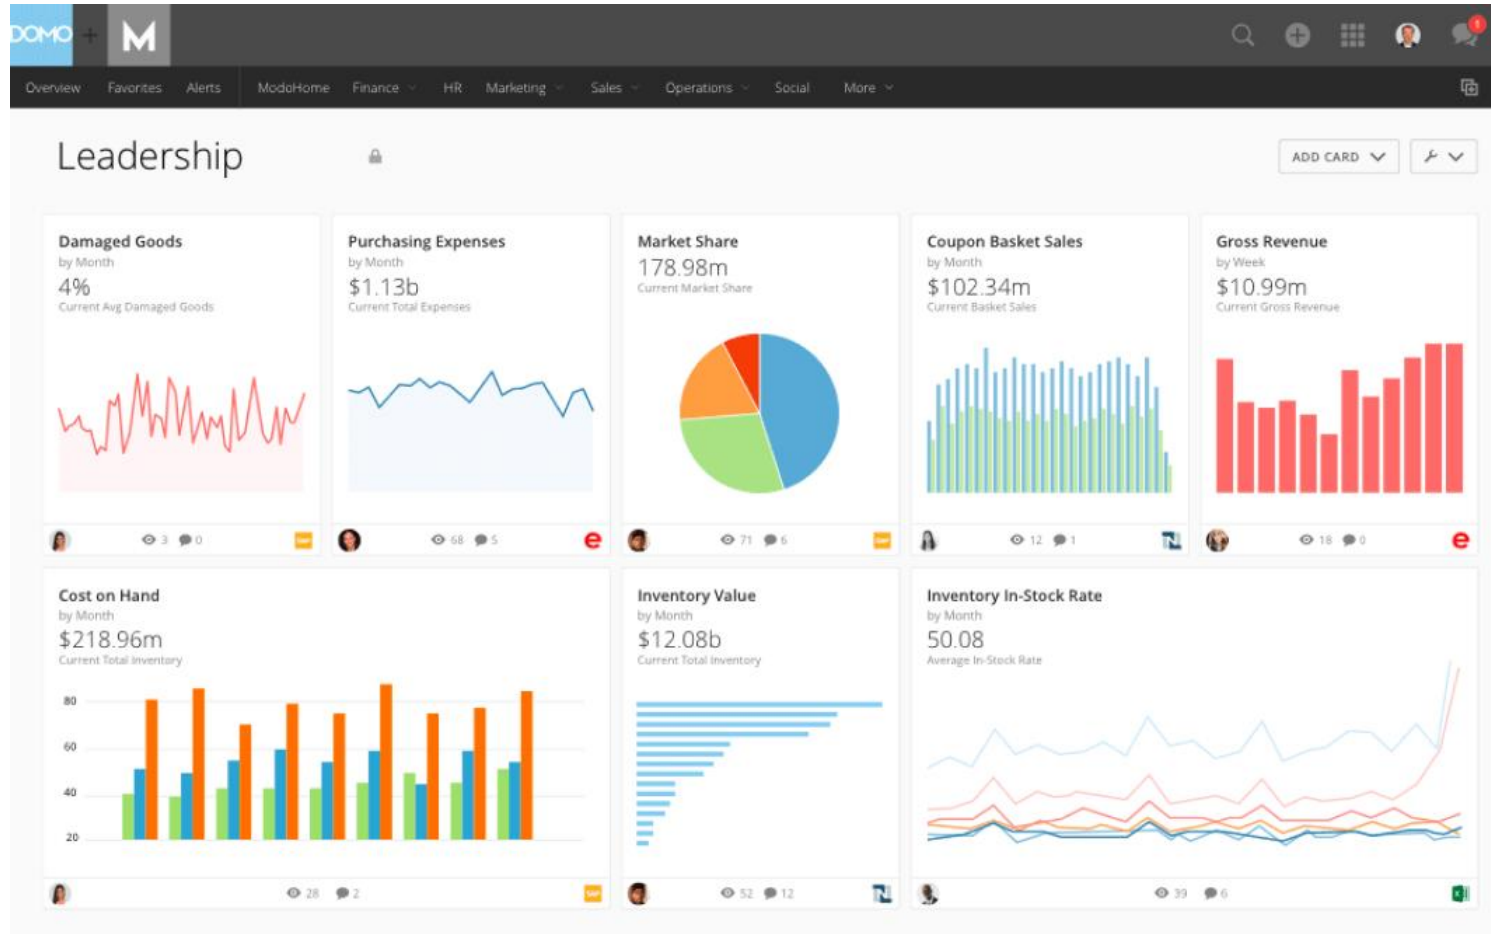 DOMO + M
1
Overview Favorites Alerts ModoHome Finance HR Marketing Sales Operations Social More
Leadership
ADD CARD
Damaged Goods
by Month
4%
Current Avg Damaged Goods
3 0
SAP
Purchasing Expenses
by Month
$1.13b
Current Total Expenses
68 5
e
Market Share
178.98m
Current Market Share
71 6
SAP
Coupon Basket Sales
by Month
$102.34m
Current Basket Sales
12 1
N
Gross Revenue
by Week
$10.99m
Current Gross Revenue
18 0
e
Cost on Hand
by Month
$218.96m
Current Total Inventory
80
60
40
20
28 2
SAP
Inventory Value
by Month
$12.08b
Current Total Inventory
52 12
N
Inventory In-Stock Rate
by Month
50.08
Average In-Stock Rate
39 6
X